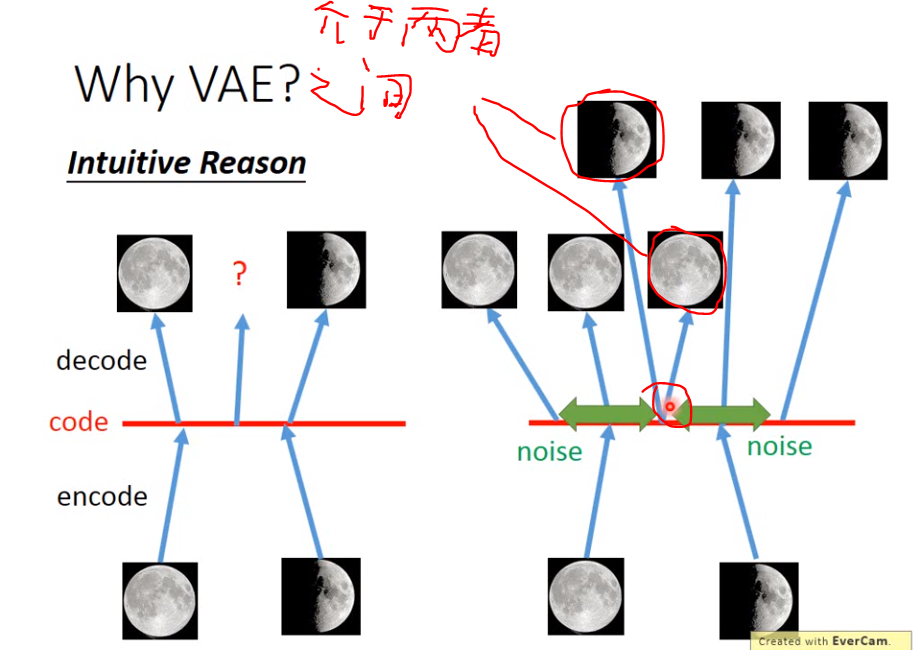 介于两者
之间
Why VAE?
Intuitive Reason
?
decode
code
encode
noise
noise
Created with EverCam.